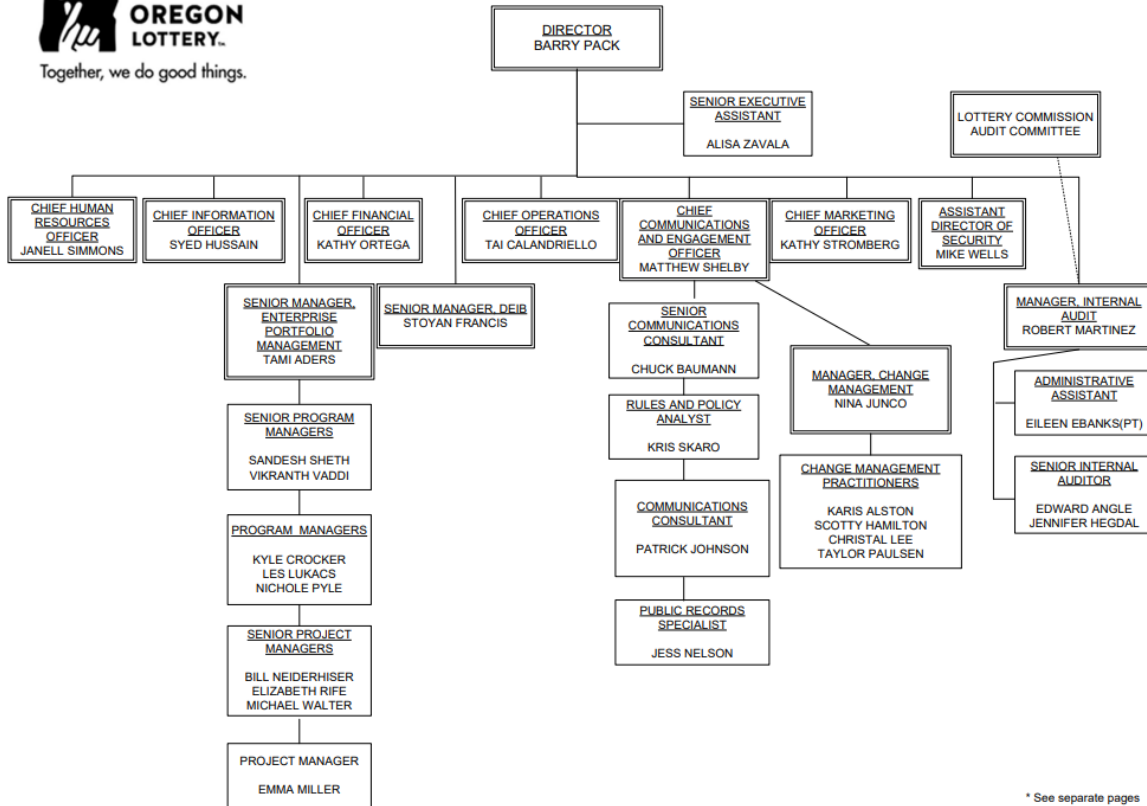 OREGON
LOTTERY™
Together, we do good things.
DIRECTOR
BARRY PACK
SENIOR EXECUTIVE
ASSISTANT
ALISA ZAVALA
LOTTERY COMMISSION
AUDIT COMMITTEE
CHIEF HUMAN
RESOURCES
OFFICER
JANELL SIMMONS
CHIEF INFORMATION
OFFICER
SYED HUSSAIN
CHIEF FINANCIAL
OFFICER
KATHY ORTEGA
CHIEF OPERATIONS
OFFICER
TAI CALANDRIELLO
CHIEF
COMMUNICATIONS
AND ENGAGEMENT
OFFICER
MATTHEW SHELBY
CHIEF MARKETING
OFFICER
KATHY STROMBERG
ASSISTANT
DIRECTOR OF
SECURITY
MIKE WELLS
SENIOR MANAGER,
ENTERPRISE
PORTFOLIO
MANAGEMENT
TAMI ADERS
SENIOR MANAGER, DEIB
STOYAN FRANCIS
SENIOR
COMMUNICATIONS
CONSULTANT
CHUCK BAUMANN
MANAGER, INTERNAL
AUDIT
ROBERT MARTINEZ
MANAGER, CHANGE
MANAGEMENT
NINA JUNCO
ADMINISTRATIVE
ASSISTANT
EILEEN EBANKS(PT)
SENIOR PROGRAM
MANAGERS
SANDESH SHETH
VIKRANTH VADDI
RULES AND POLICY
ANALYST
KRIS SKARO
CHANGE MANAGEMENT
PRACTITIONERS
KARIS ALSTON
SCOTTY HAMILTON
CHRISTAL LEE
TAYLOR PAULSEN
SENIOR INTERNAL
AUDITOR
EDWARD ANGLE
JENNIFER HEGDAL
COMMUNICATIONS
CONSULTANT
PATRICK JOHNSON
PROGRAM MANAGERS
KYLE CROCKER
LES LUKACS
NICHOLE PYLE
PUBLIC RECORDS
SPECIALIST
JESS NELSON
SENIOR PROJECT
MANAGERS
BILL NEIDERHISER
ELIZABETH RIFE
MICHAEL WALTER
PROJECT MANAGER
EMMA MILLER
* See separate pages